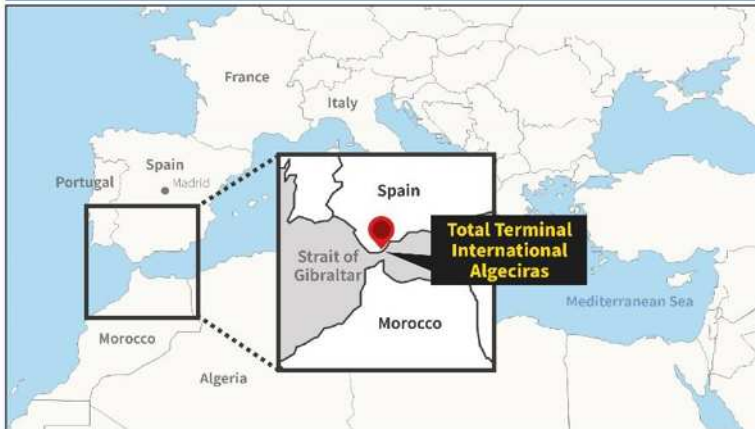 France
Italy
Spain
Portugal
Madrid
Spain
Total Terminal
International
Algeciras
Strait of
Gibraltar
Mediterranean Sea
Morocco
Morocco
Algeria